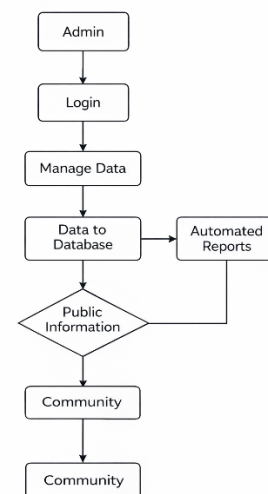 Admin
Login
Manage Data
Data to
Database
Automated
Reports
Public
Information
Community
Community